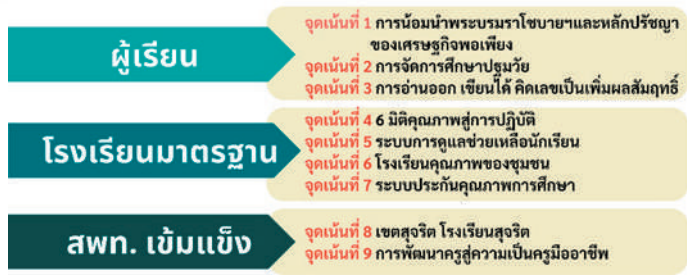 ผู้เรียน
จุดเน้นที่ 1 การน้อมนำพระบรมราโชบายฯและหลักปรัชญา
ของเศรษฐกิจพอเพียง
จุดเน้นที่ 2 การจัดการศึกษาปฐมวัย
จุดเน้นที่ 3 การอ่านออก เขียนได้ คิดเลขเป็นเพิ่มผลสัมฤทธิ์
โรงเรียนมาตรฐาน
จุดเน้นที่ 4 6 มิติคุณภาพสู่การปฏิบัติ
จุดเน้นที่ 5 ระบบการดูแลช่วยเหลือนักเรียน
จุดเน้นที่ 6 โรงเรียนคุณภาพของชุมชน
จุดเน้นที่ 7 ระบบประกันคุณภาพการศึกษา
สพท. เข้มแข็ง
จุดเน้นที่ 8 เขตสุจริต โรงเรียนสุจริต
จุดเน้นที่ 9 การพัฒนาครูสู่ความเป็นครูมืออาชีพ